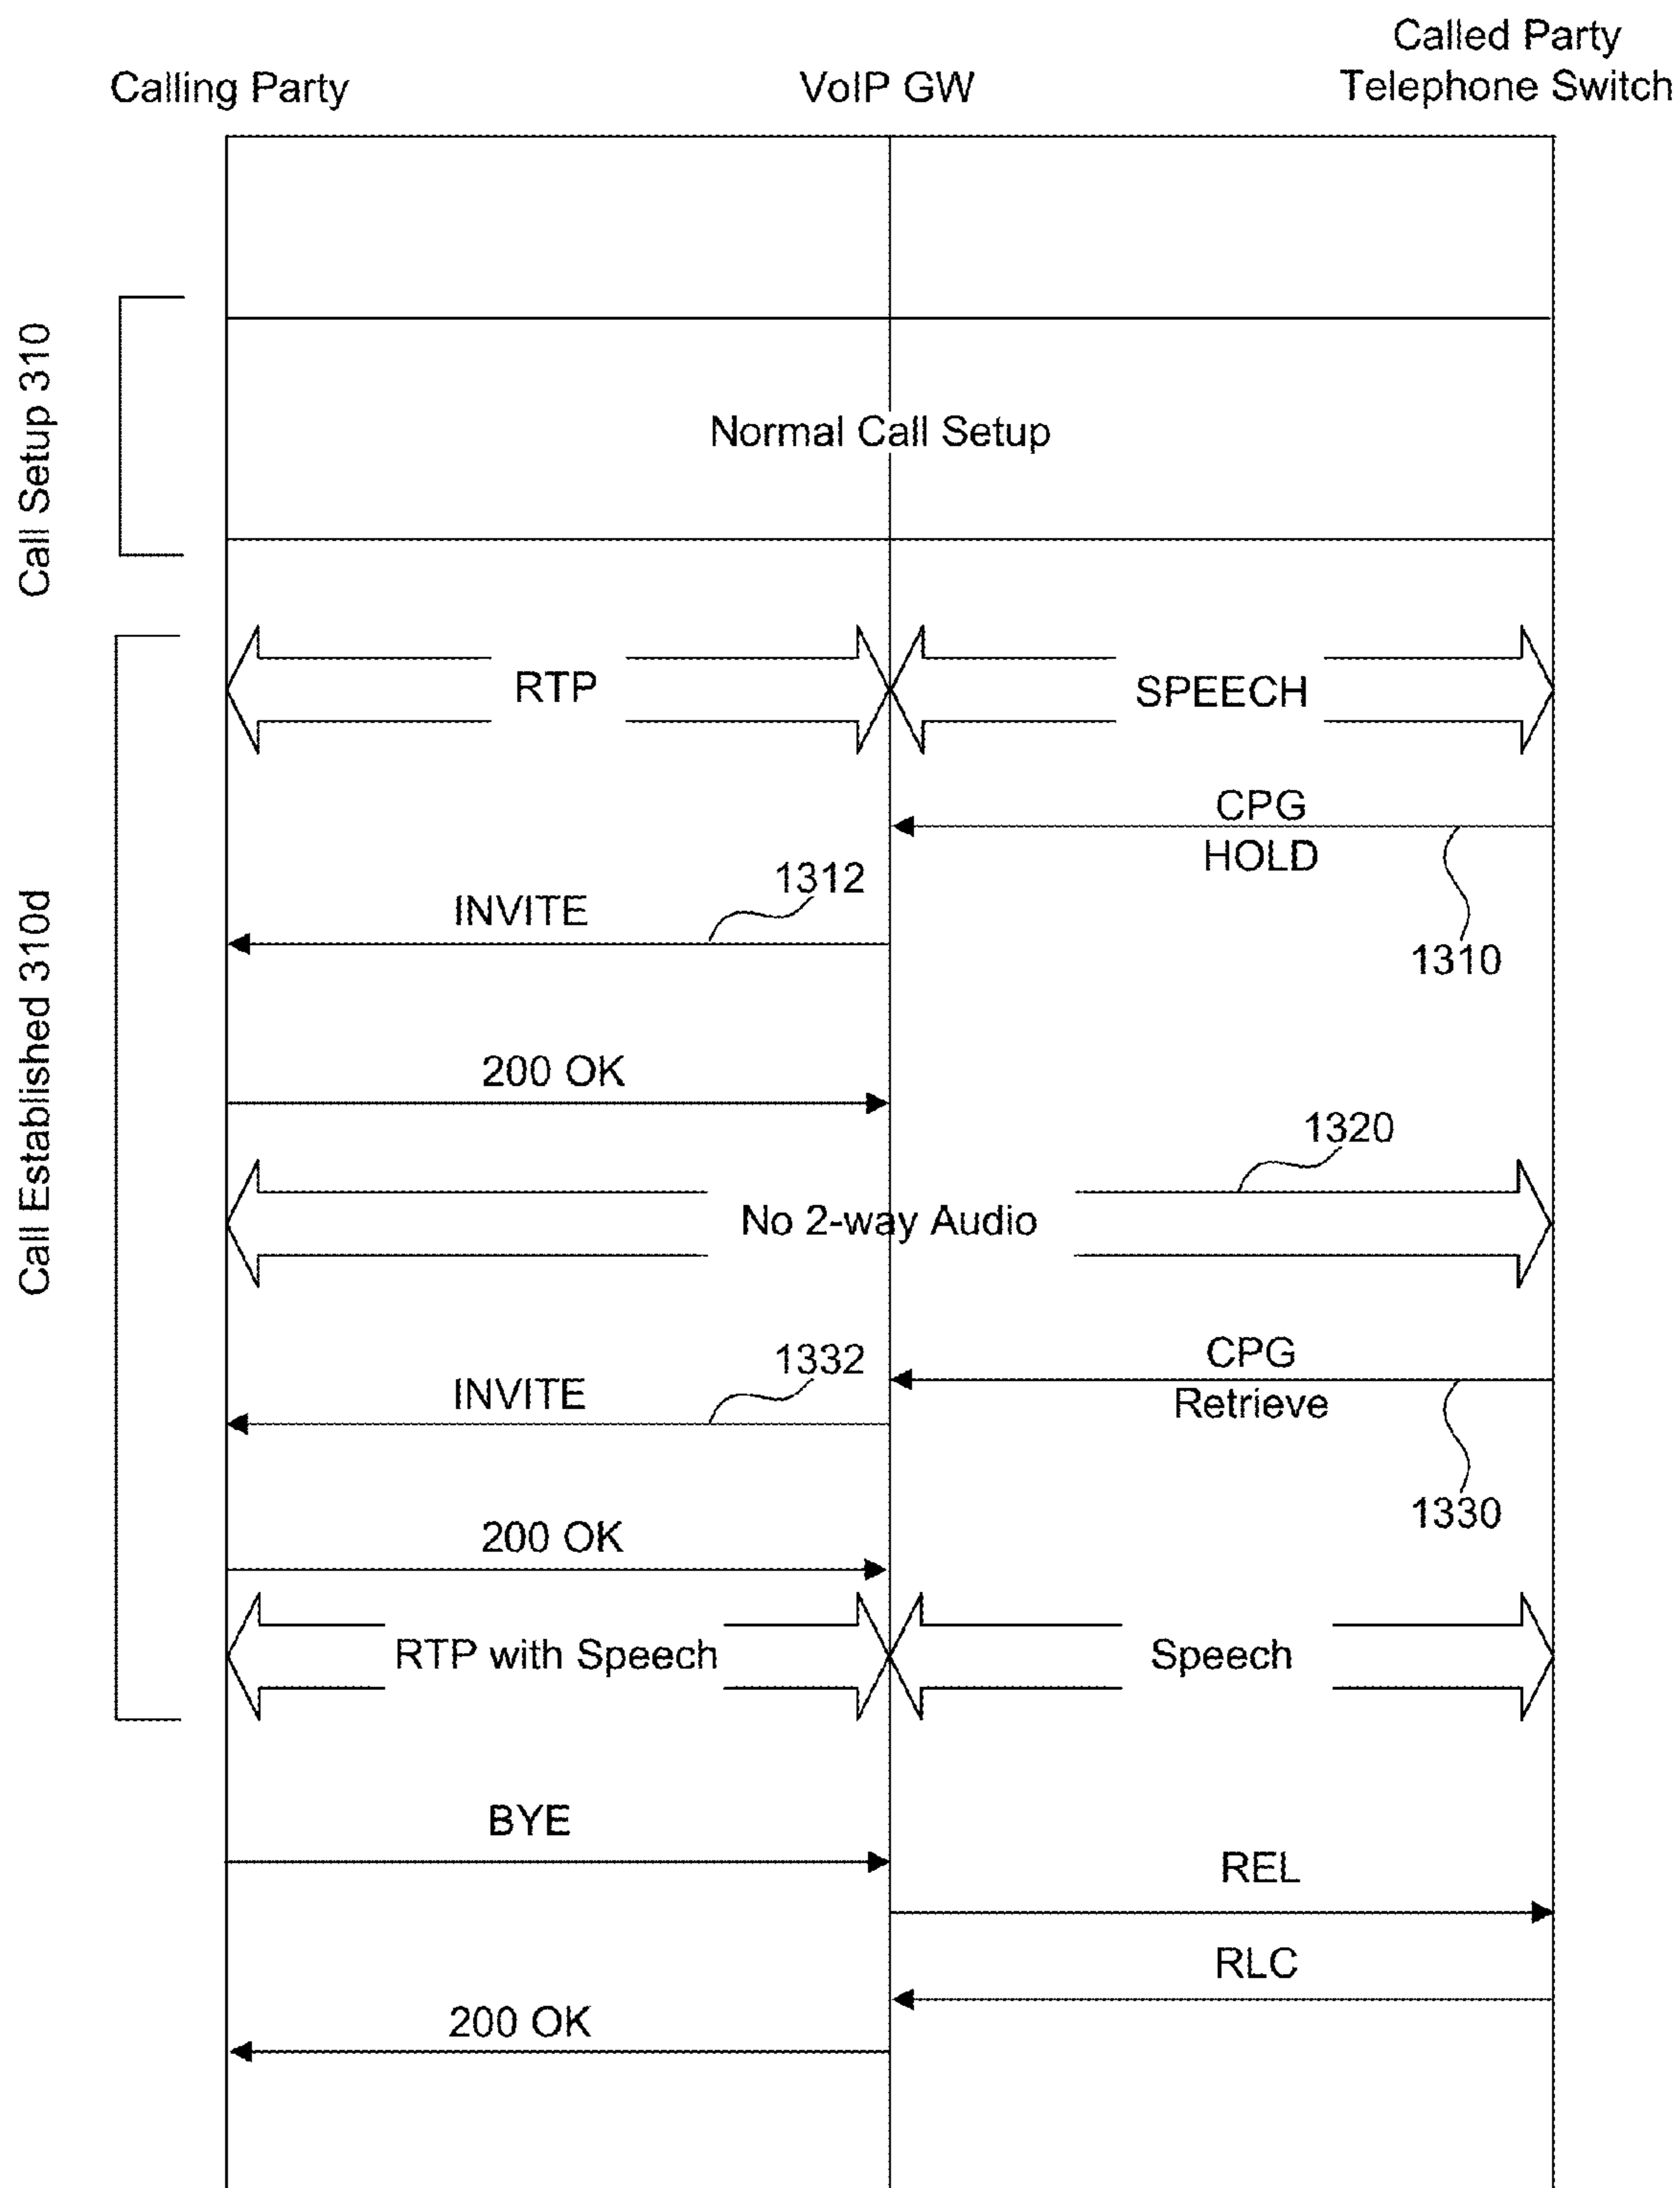 Calling Party
VoIP GW
Called Party
Telephone Switch
Call Setup 310
Normal Call Setup
Call Established 310d
RTP
SPEECH
CPG
HOLD
1310
1312
INVITE
200 OK
1320
No 2-way Audio
CPG
Retrieve
1330
1332
INVITE
200 OK
RTP with Speech
Speech
BYE
REL
RLC
200 OK